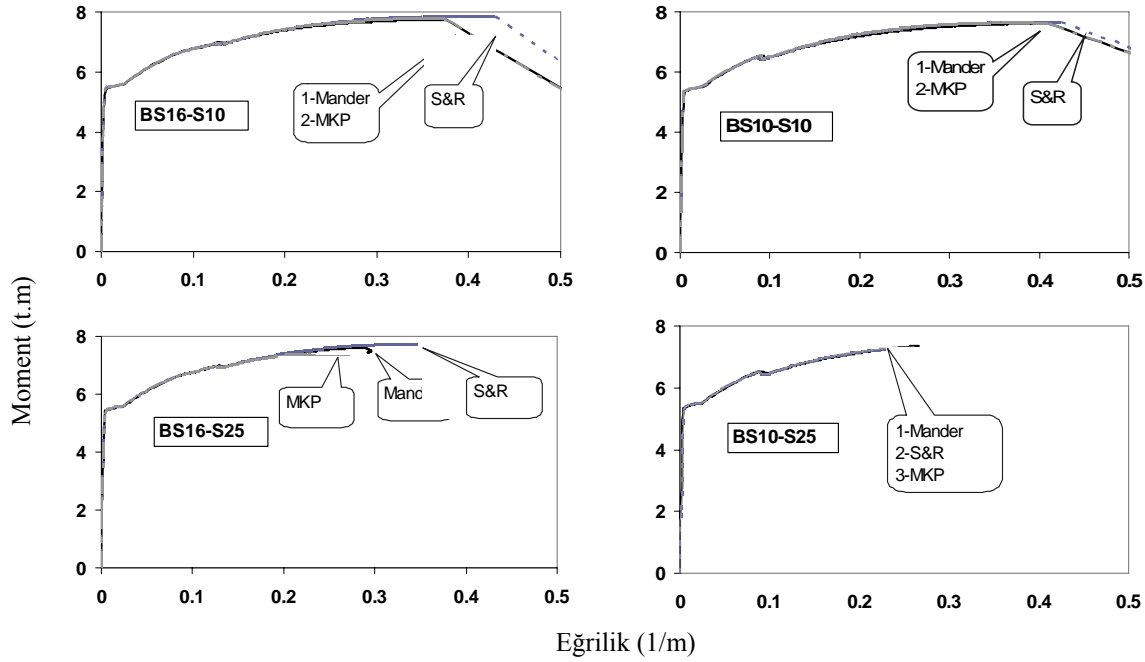 8
6
4
2
0
0
0.1
0.2
0.3
0.4
0.5
1-Mander
2-MKP
S&R
BS16-S10
8
6
4
2
0
0
0.1
0.2
0.3
0.4
0.5
1-Mander
2-MKP
S&R
BS10-S10
Moment (t.m)
8
6
4
2
0
0
0.1
0.2
0.3
0.4
0.5
MKP
Mand
S&R
BS16-S25
8
6
4
2
0
0
0.1
0.2
0.3
0.4
0.5
1-Mander
2-S&R
3-MKP
BS10-S25
Eğrilik (1/m)